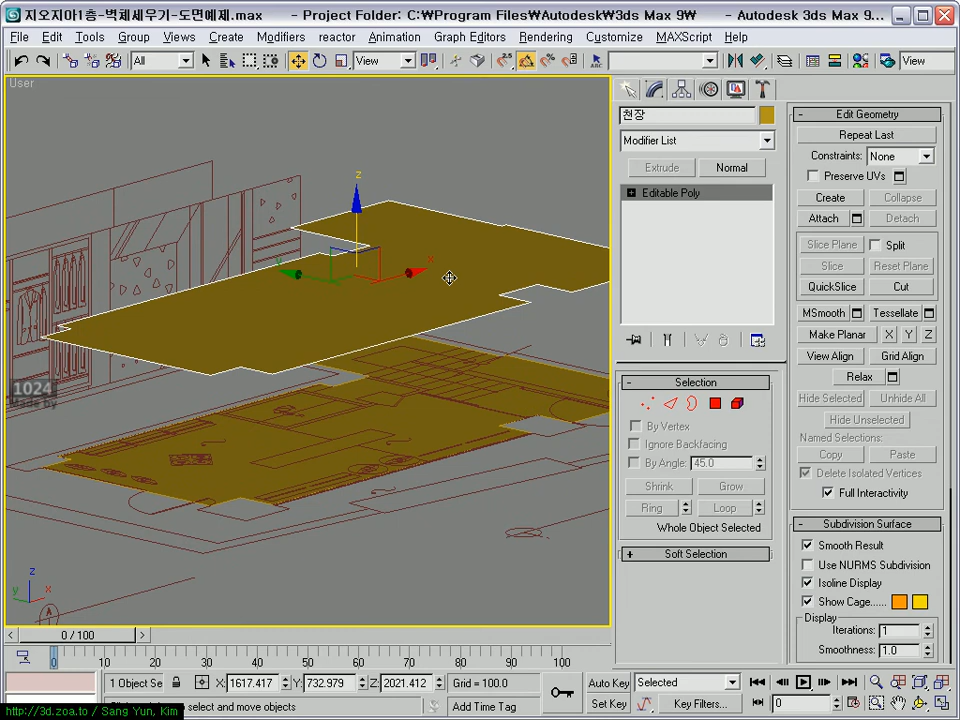 지오지아1층-벽체세우기-도면예제.max - Project Folder: C:￦Program Files￦Autodesk￦3ds Max 9￦ - Autodesk 3ds Max 9...
File Edit Tools Group Views Create Modifiers reactor Animation Graph Editors Rendering Customize MAXScript Help
All View View
User
천장
Modifier List
Extrude Normal
Editable Poly
Selection
By Vertex
Ignore Backfacing
By Angle: 45.0
Shrink Grow
Ring Loop
Whole Object Selected
Soft Selection
Edit Geometry
Repeat Last
Constraints: None
Preserve UVs
Create Collapse
Attach Detach
Slice Plane Split
Slice Reset Plane
QuickSlice Cut
MSmooth Tessellate
Make Planar X Y Z
View Align Grid Align
Relax
Hide Selected Unhide All
Hide Unselected
Named Selections:
Copy Paste
Delete Isolated Vertices
Full Interactivity
Subdivision Surface
Smooth Result
Use NURMS Subdivision
Isoline Display
Show Cage......
Display
Iterations: 1
Smoothness: 1.0
z
x
y
1024
Made by
z
y x
A
0 / 100
0 10 20 30 40 50 60 70 80 90 100
1 Object Se X: 1617.417 Y: 732.979 Z: 2021.412 Grid = 100.0 Auto Key Selected
select and move objects Add Time Tag Set Key Key Filters... 0
http://3d.zoa.to / Sang Yun, Kim